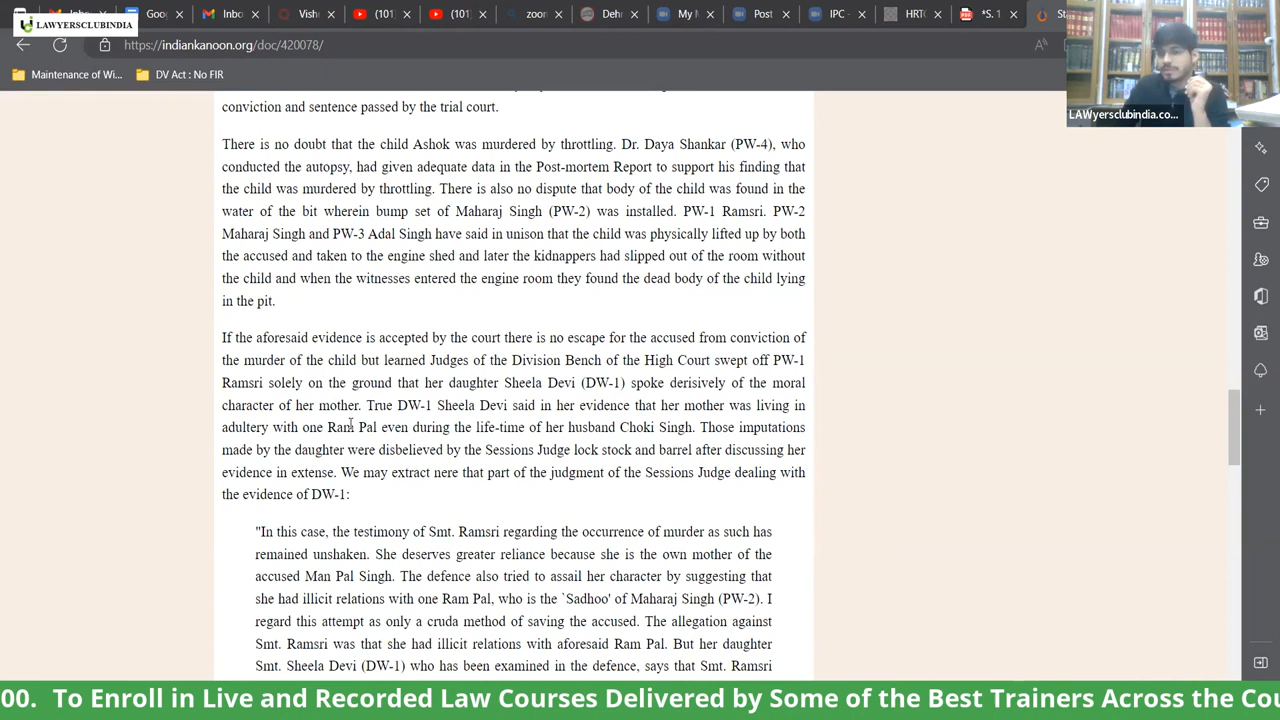 Inbo
Goo
Inbo
Vish
(101
(10
zoor
Deh
My M
Post
C -
HRT
*S.
St
LAWYERSCLUBINDIA
https://indiankanoon.org/doc/420078/
Maintenance of Wi...
DV Act : No FIR
LAWyersclubindia.co...
conviction and sentence passed by the trial court.
There is no doubt that the child Ashok was murdered by throttling. Dr. Daya Shankar (PW-4), who
conducted the autopsy, had given adequate data in the Post-mortem Report to support his finding that
the child was murdered by throttling. There is also no dispute that body of the child was found in the
water of the bit wherein bump set of Maharaj Singh (PW-2) was installed. PW-1 Ramsri. PW-2
Maharaj Singh and PW-3 Adal Singh have said in unison that the child was physically lifted up by both
the accused and taken to the engine shed and later the kidnappers had slipped out of the room without
the child and when the witnesses entered the engine room they found the dead body of the child lying
in the pit.
If the aforesaid evidence is accepted by the court there is no escape for the accused from conviction of
the murder of the child but learned Judges of the Division Bench of the High Court swept off PW-1
Ramsri solely on the ground that her daughter Sheela Devi (DW-1) spoke derisively of the moral
character of her mother. True DW-1 Sheela Devi said in her evidence that her mother was living in
adultery with one Ram Pal even during the life-time of her husband Choki Singh. Those imputations
made by the daughter were disbelieved by the Sessions Judge lock stock and barrel after discussing her
evidence in extense. We may extract nere that part of the judgment of the Sessions Judge dealing with
the evidence of DW-1:
"In this case, the testimony of Smt. Ramsri regarding the occurrence of murder as such has
remained unshaken. She deserves greater reliance because she is the own mother of the
accused Man Pal Singh. The defence also tried to assail her character by suggesting that
she had illicit relations with one Ram Pal, who is the `Sadhoo' of Maharaj Singh (PW-2). I
regard this attempt as only a cruda method of saving the accused. The allegation against
Smt. Ramsri was that she had illicit relations with aforesaid Ram Pal. But her daughter
Smt. Sheela Devi (DW-1) who has been examined in the defence, says that Smt. Ramsri
00. To Enroll in Live and Recorded Law Courses Delivered by Some of the Best Trainers Across the Cou